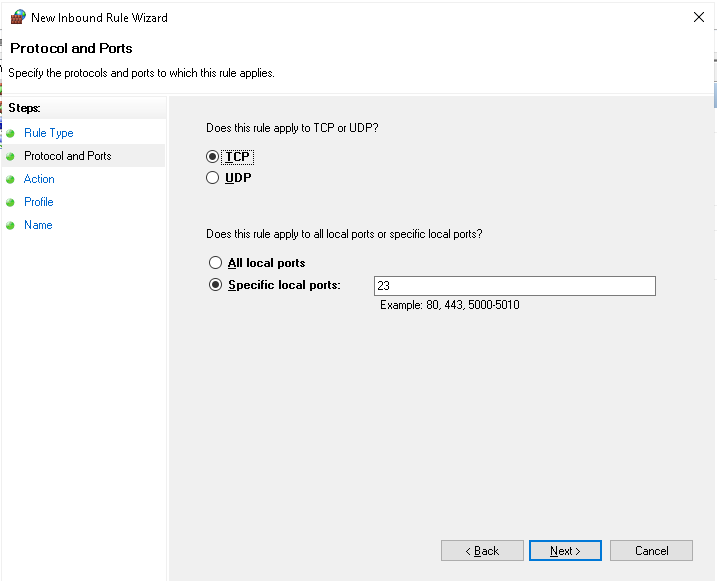 New Inbound Rule Wizard
Protocol and Ports
Specify the protocols and ports to which this rule applies.
Steps:
Rule Type
Protocol and Ports
Action
Profile
Name
Does this rule apply to TCP or UDP?
TCP
UDP
Does this rule apply to all local ports or specific local ports?
All local ports
Specific local ports:
23
Example: 80, 443, 5000-5010
< Back
Next >
Cancel